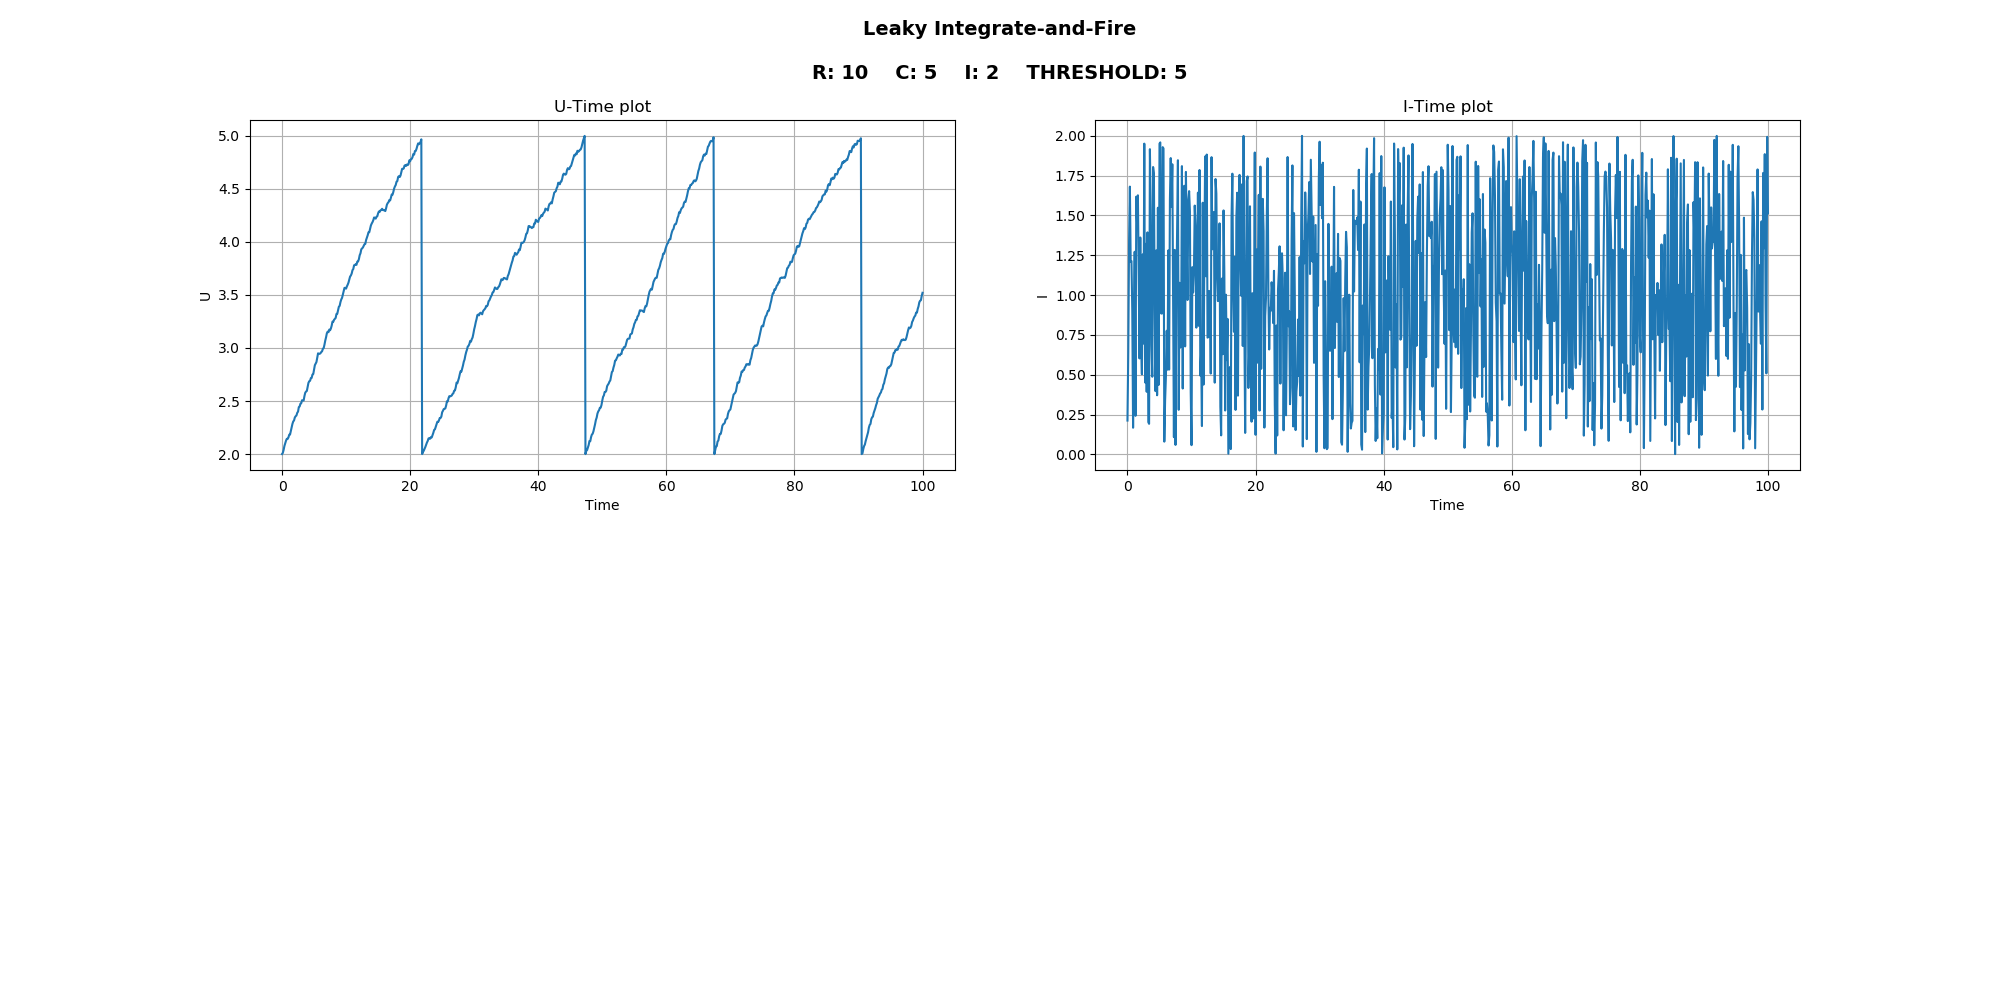 Leaky Integrate-and-Fire
R: 10    C: 5    I: 2    THRESHOLD: 5
U-Time plot
5.0
4.5
4.0
3.5
3.0
2.5
2.0
U
0 20 40 60 80 100
Time
I-Time plot
2.00
1.75
1.50
1.25
1.00
0.75
0.50
0.25
0.00
I
0 20 40 60 80 100
Time